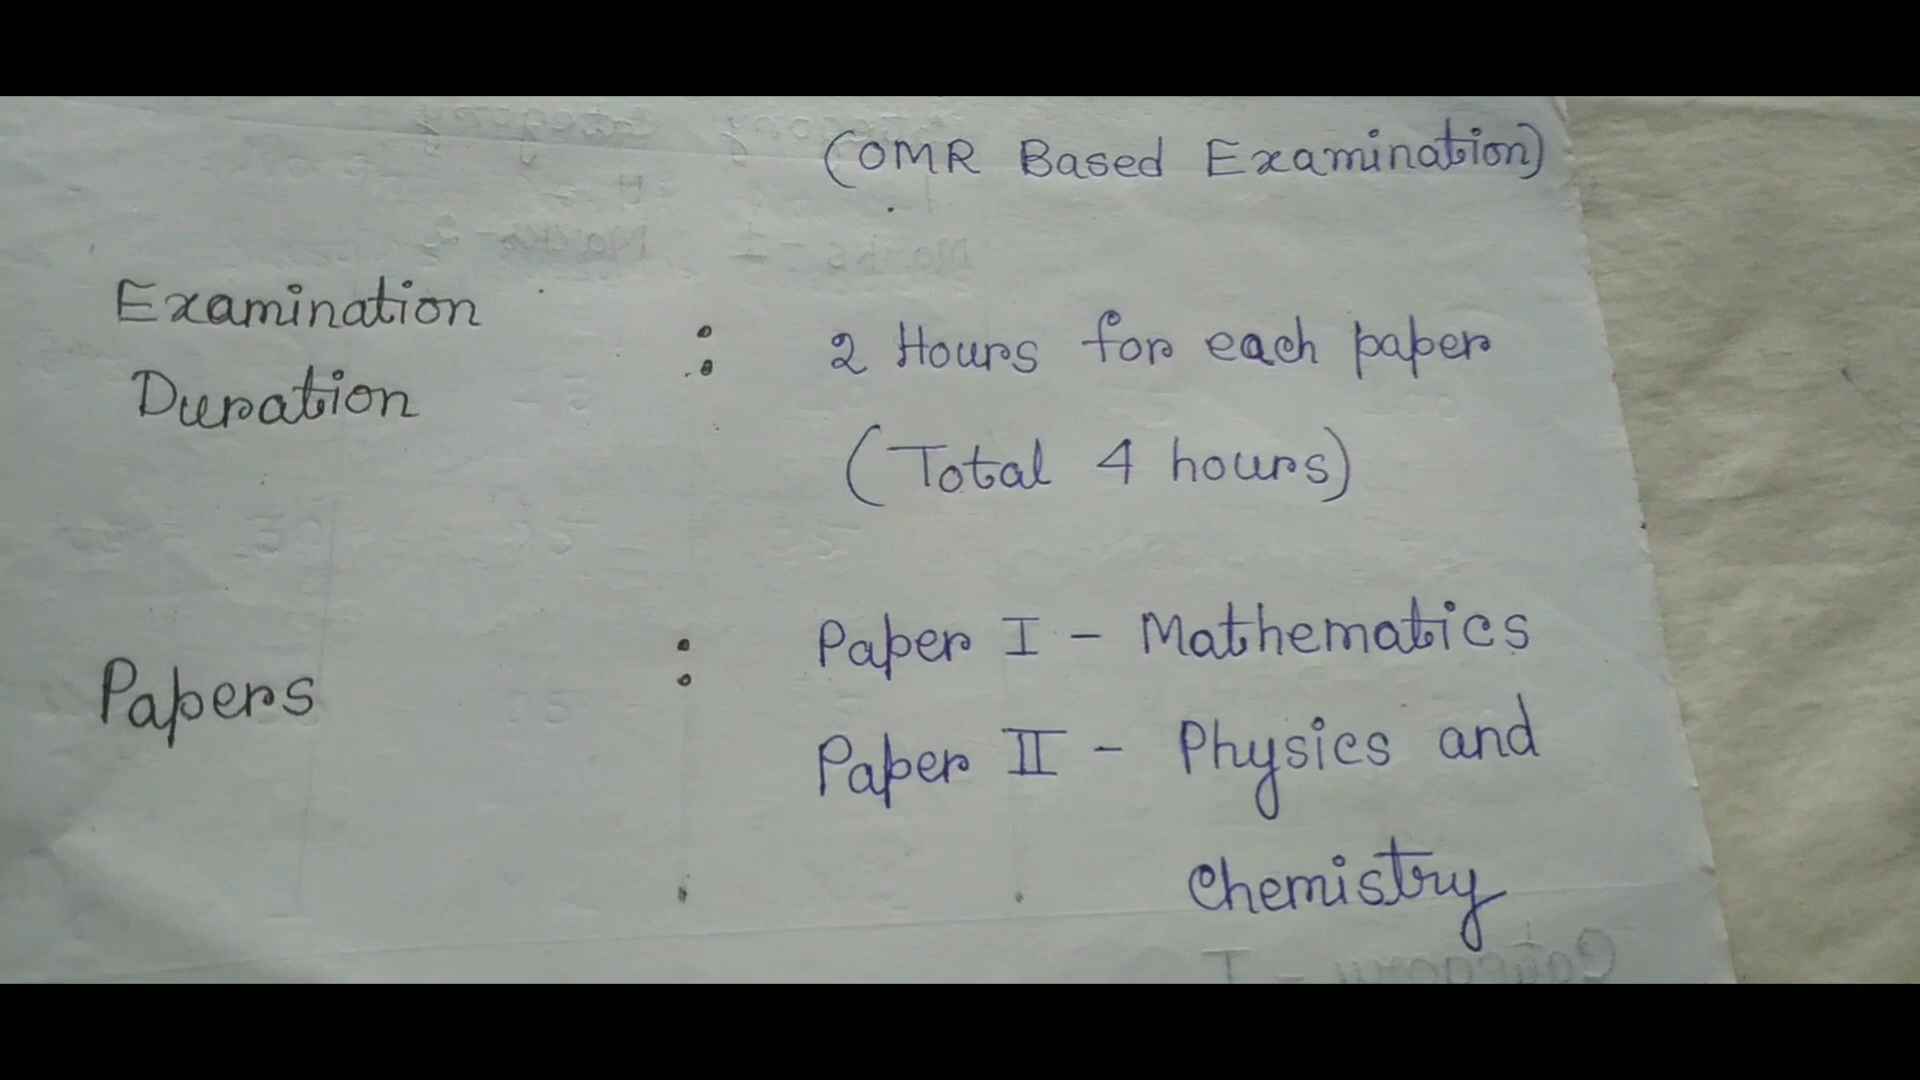 (OMR Based Examination)
Examination
Duration : 2 Hours for each paper
(Total 4 hours)
Papers : Paper I - Mathematics
Paper II - Physics and
Chemistry